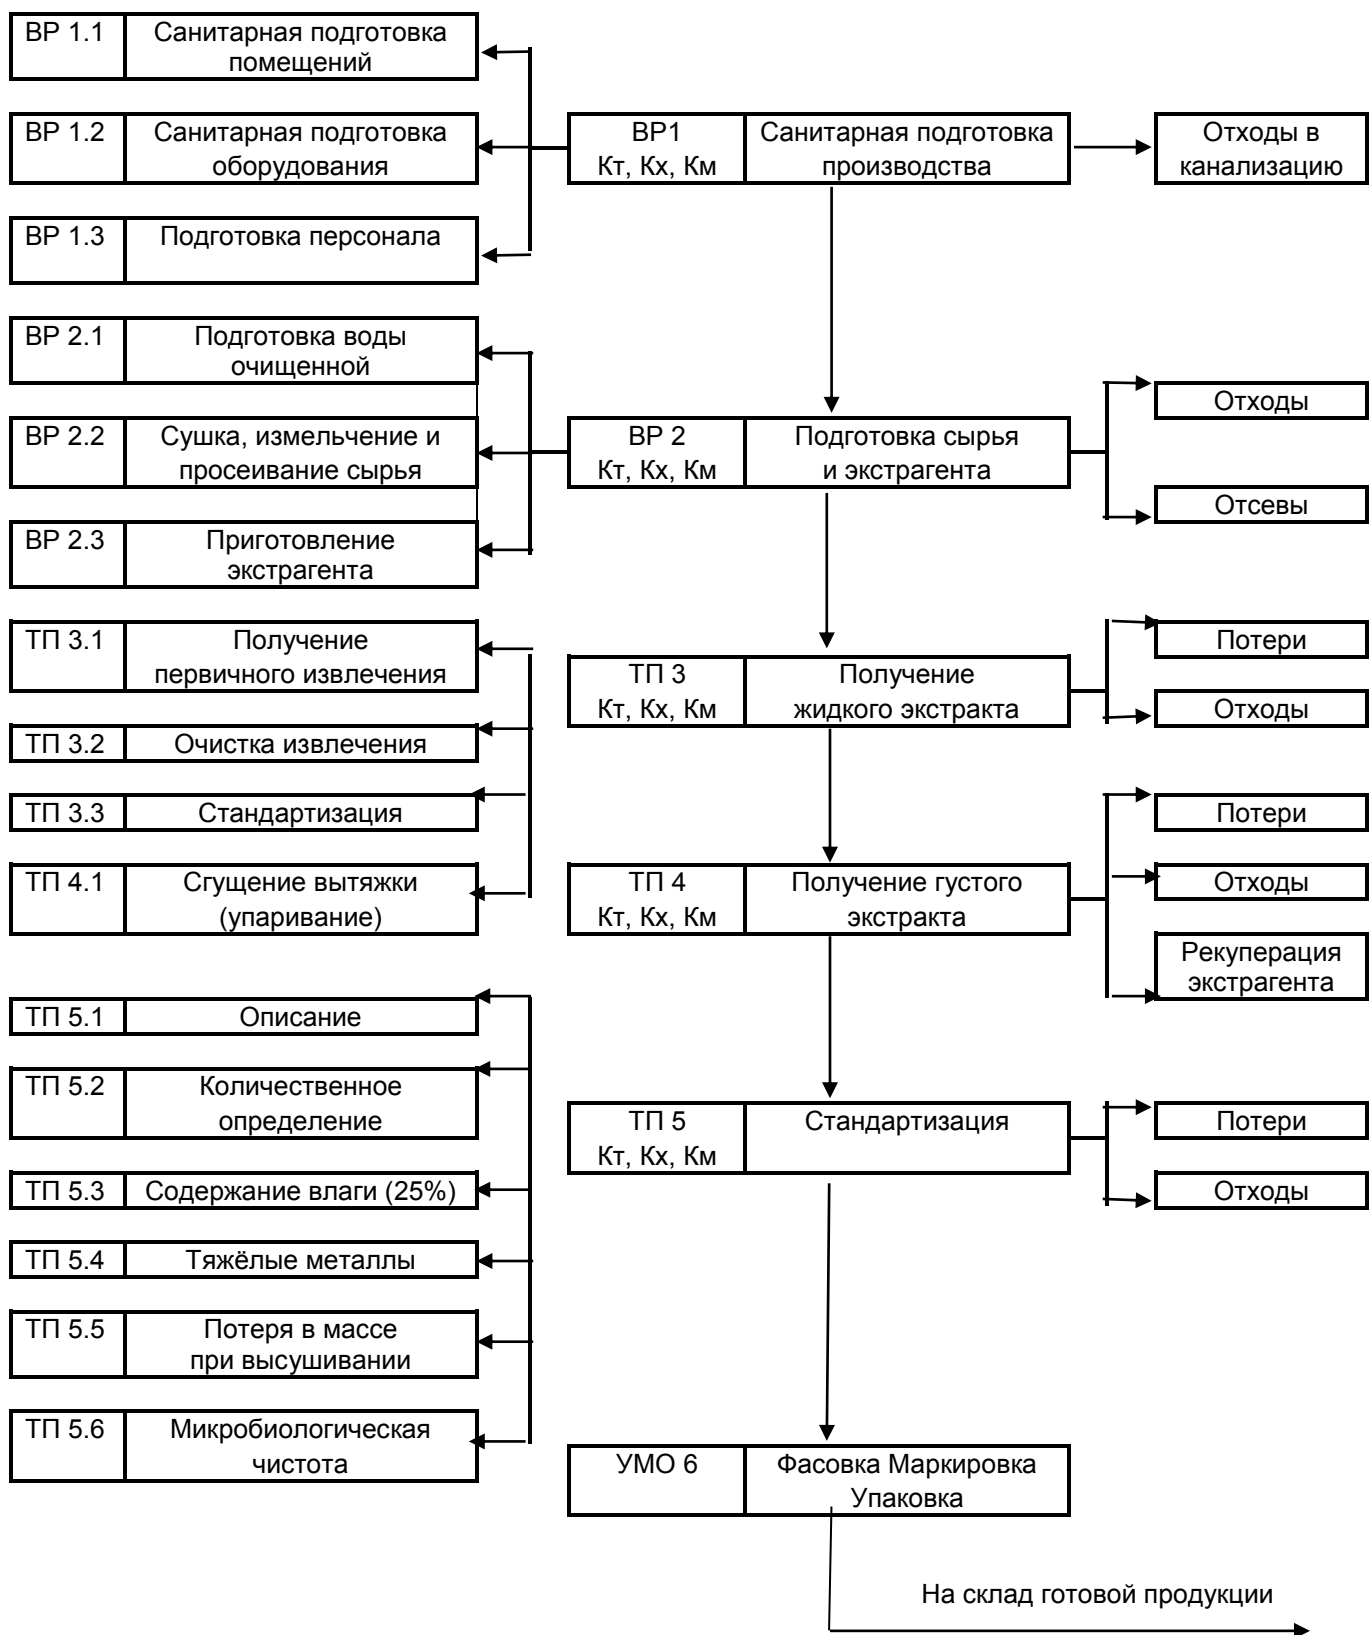 ВР 1.1
Санитарная подготовка
помещений
ВР 1.2
Санитарная подготовка
оборудования
ВР1
Кт, Кх, Км
Санитарная подготовка
производства
Отходы в
канализацию
ВР 1.3
Подготовка персонала
ВР 2.1
Подготовка воды
очищенной
ВР 2.2
Сушка, измельчение и
просеивание сырья
ВР 2
Кт, Кх, Км
Подготовка сырья
и экстрагента
Отходы
Отсевы
ВР 2.3
Приготовление
экстрагента
ТП 3.1
Получение
первичного извлечения
ТП 3
Кт, Кх, Км
Получение
жидкого экстракта
Потери
Отходы
ТП 3.2
Очистка извлечения
ТП 3.3
Стандартизация
ТП 4.1
Сгущение вытяжки
(упаривание)
ТП 4
Кт, Кх, Км
Получение густого
экстракта
Потери
Отходы
Рекуперация
экстрагента
ТП 5.1
Описание
ТП 5.2
Количественное
определение
ТП 5
Кт, Кх, Км
Стандартизация
Потери
Отходы
ТП 5.3
Содержание влаги (25%)
ТП 5.4
Тяжёлые металлы
ТП 5.5
Потеря в массе
при высушивании
ТП 5.6
Микробиологическая
чистота
УМО 6
Фасовка Маркировка
Упаковка
На склад готовой продукции